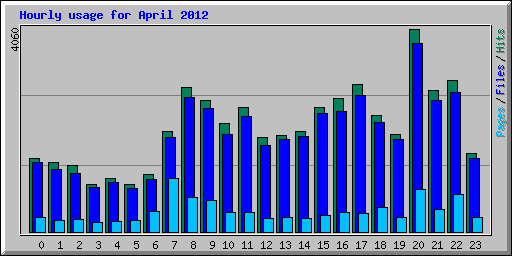 Hourly usage for April 2012
4060
Pages/Files/Hits
0 1 2 3 4 5 6 7 8 9 10 11 12 13 14 15 16 17 18 19 20 21 22 23